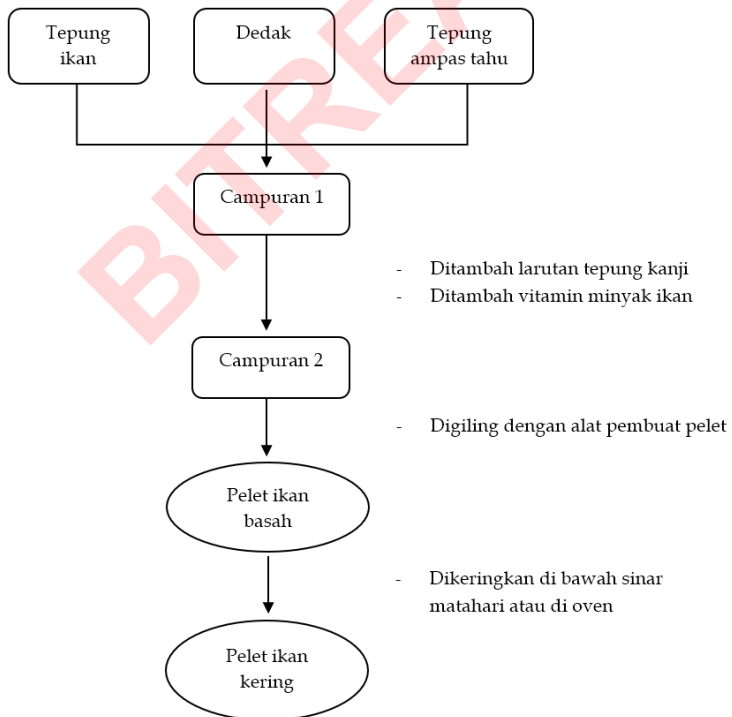 Tepung
ikan
Dedak
Tepung
ampas tahu
Campuran 1
- Ditambah larutan tepung kanji
- Ditambah vitamin minyak ikan
Campuran 2
- Digiling dengan alat pembuat pelet
Pelet ikan
basah
- Dikeringkan di bawah sinar
matahari atau di oven
Pelet ikan
kering